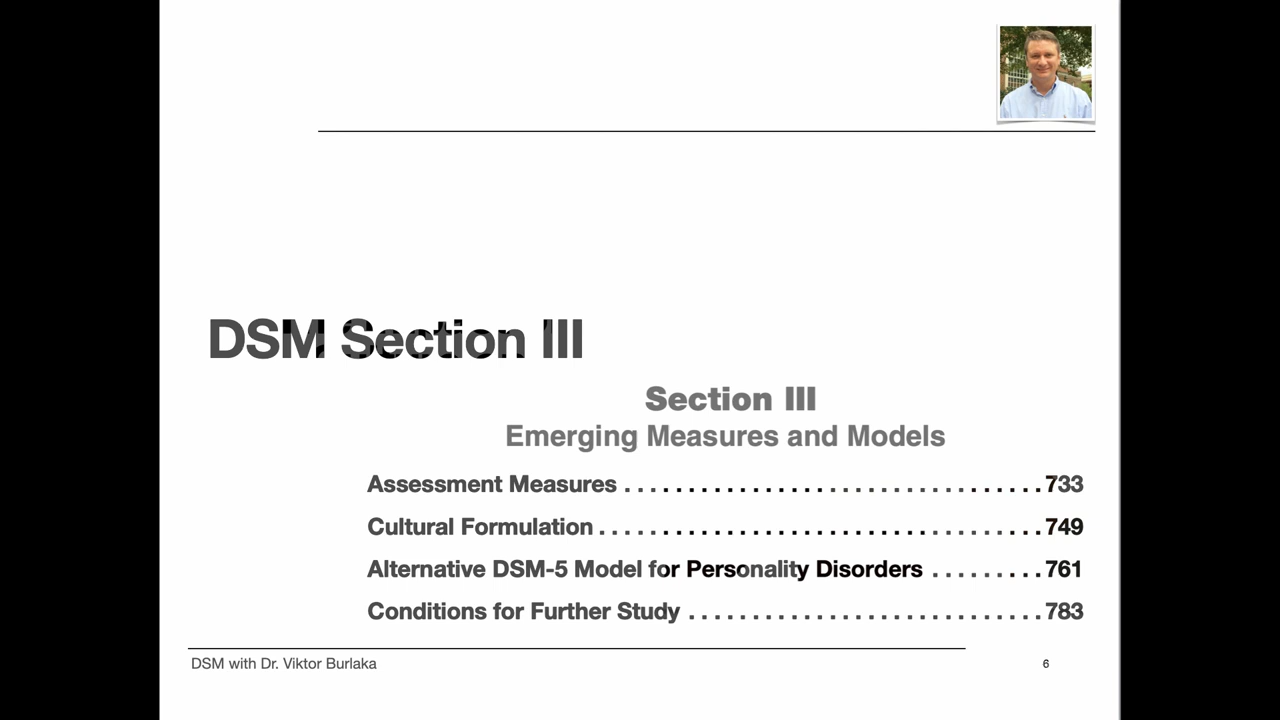 DSM Section III
Section III
Emerging Measures and Models
Assessment Measures . . . . . . . . . . . . . . . . . . . . . . . . . . . . . . . . . 733
Cultural Formulation . . . . . . . . . . . . . . . . . . . . . . . . . . . . . . . . . . . 749
Alternative DSM-5 Model for Personality Disorders . . . . . . . . . 761
Conditions for Further Study . . . . . . . . . . . . . . . . . . . . . . . . . . . . 783
DSM with Dr. Viktor Burlaka
6